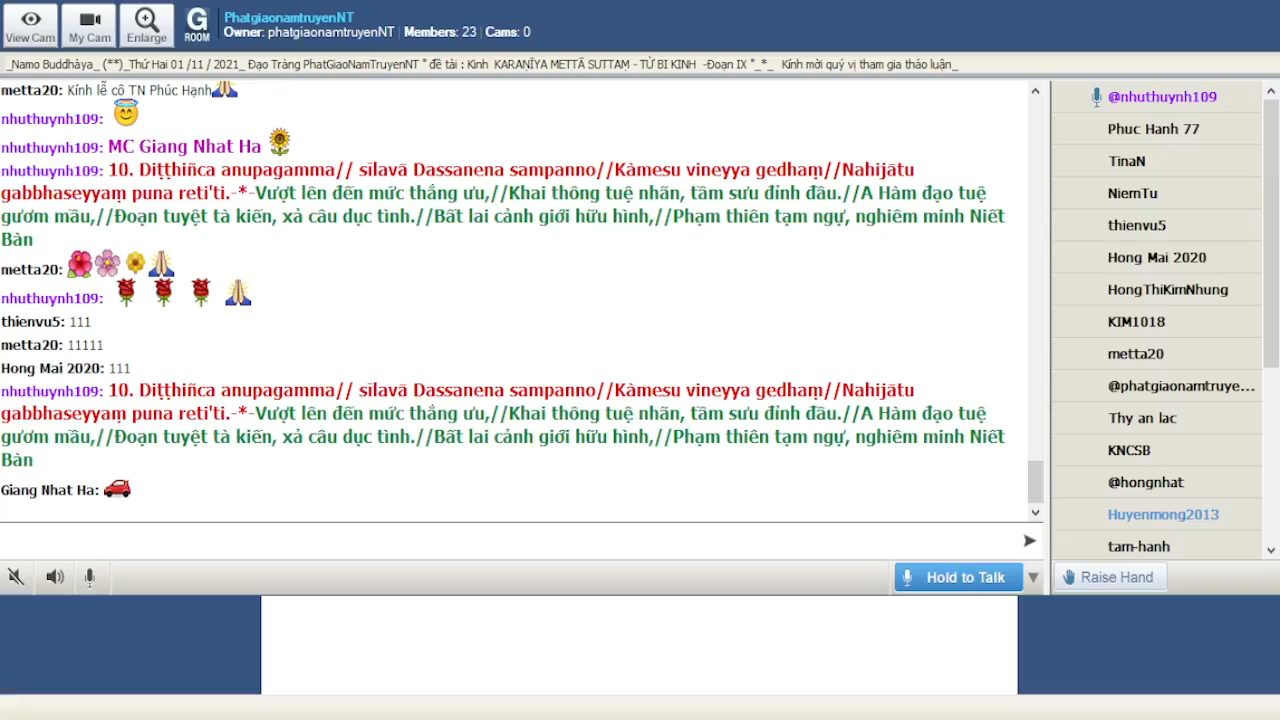 View Cam
My Cam
Enlarge
G
ROOM
PhatgiaonamtruyenNT
Owner: phatgiaonamtruyenNT | Members: 23 | Cams: 0
_Namo Buddhàya_ (**)_Thứ Hai 01 /11 / 2021_ Đạo Tràng PhatGiaoNamTruyenNT " đề tài : Kinh KARAṆĪYA METTĀ SUTTAṂ - TỪ BI KINH -Đoạn IX "_*_ Kính mời quý vị tham gia thảo luận_
metta20: Kính lễ cô TN Phúc Hạnh
nhuthuynh109:
nhuthuynh109: MC Giang Nhat Ha
nhuthuynh109: 10. Diṭṭhiñca anupagamma// sīlavā Dassanena sampanno//Kàmesu vineyya gedhaṃ//Nahijātu
gabbhaseyyaṃ puna reti'ti.-*-Vượt lên đến mức thắng ưu,//Khai thông tuệ nhãn, tầm sưu đỉnh đầu.//A Hàm đạo tuệ
gươm mầu,//Đoạn tuyệt tà kiến, xả câu dục tình.//Bất lai cảnh giới hữu hình,//Phạm thiên tạm ngự, nghiêm minh Niết
Bàn
metta20:
nhuthuynh109:
thienvu5: 111
metta20: 11111
Hong Mai 2020: 111
nhuthuynh109: 10. Diṭṭhiñca anupagamma// sīlavā Dassanena sampanno//Kàmesu vineyya gedhaṃ//Nahijātu
gabbhaseyyaṃ puna reti'ti.-*-Vượt lên đến mức thắng ưu,//Khai thông tuệ nhãn, tầm sưu đỉnh đầu.//A Hàm đạo tuệ
gươm mầu,//Đoạn tuyệt tà kiến, xả câu dục tình.//Bất lai cảnh giới hữu hình,//Phạm thiên tạm ngự, nghiêm minh Niết
Bàn
Giang Nhat Ha:
Hold to Talk
@nhuthuynh109
Phuc Hanh 77
TinaN
NiemTu
thienvu5
Hong Mai 2020
HongThiKimNhung
KIM1018
metta20
@phatgiaonamtruye...
Thy an lac
KNCSB
@hongnhat
Huyenmong2013
tam-hanh
Raise Hand